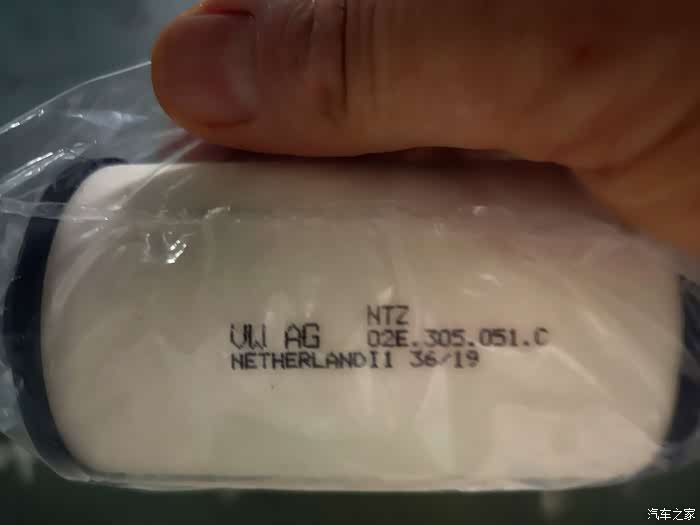 NTZ
VW AG 02E.305.051.C
NETHERLANDI1 36/19
汽车之家